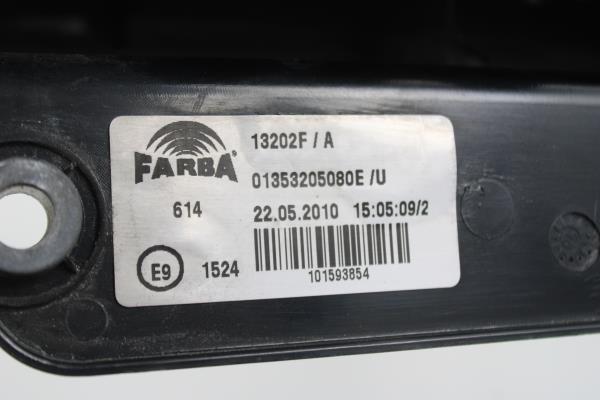 FARBA®
13202F / A
01353205080E /U
614
22.05.2010 15:05:09/2
E9
1524
101593854